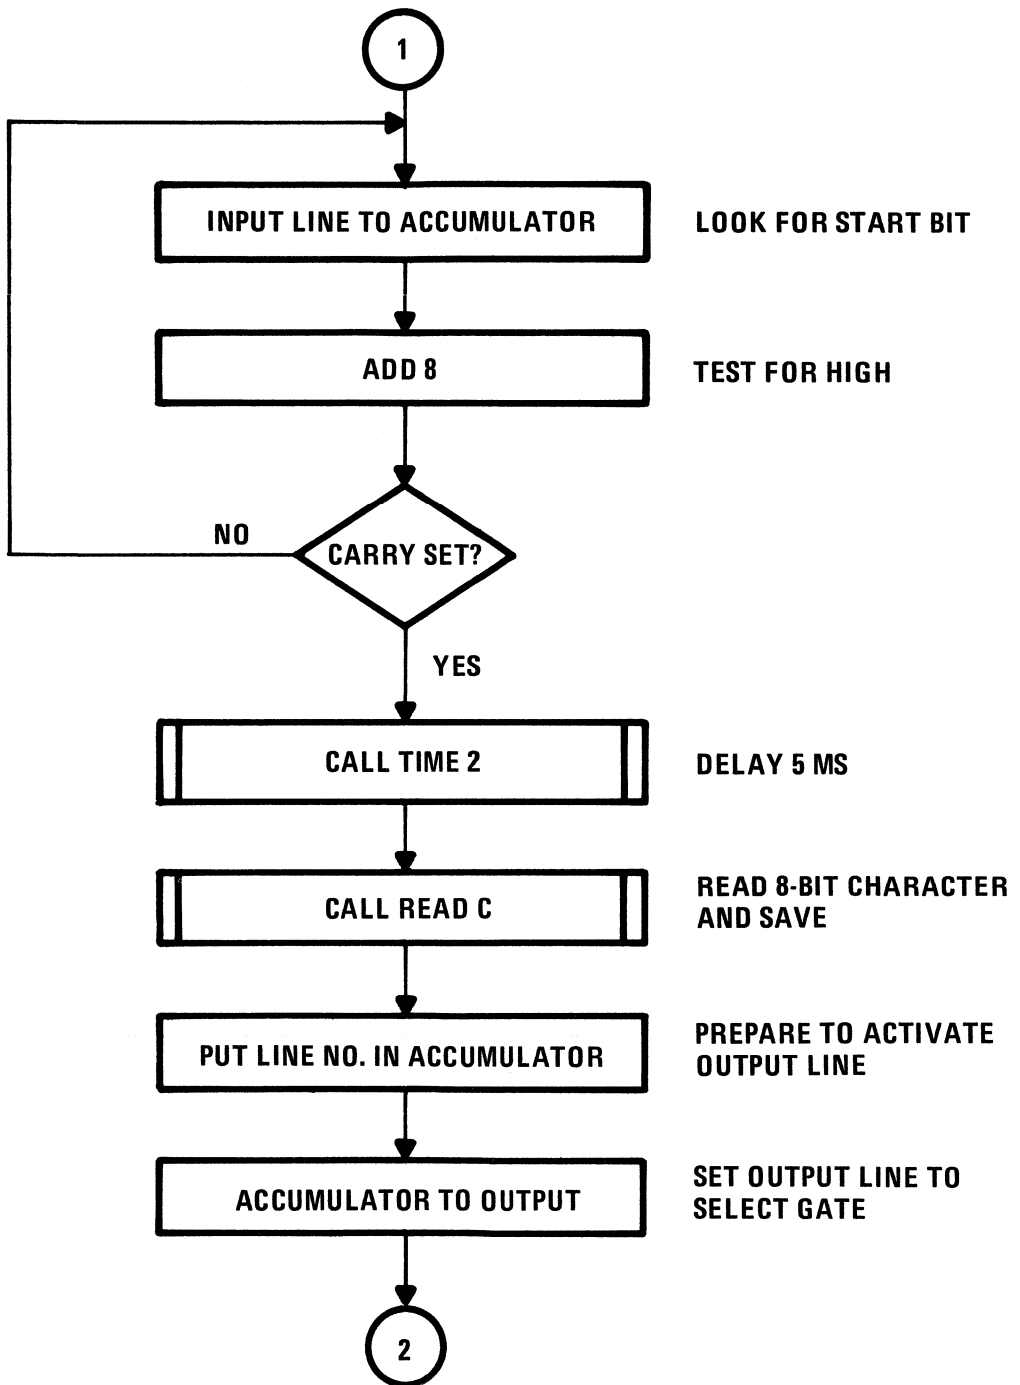 1
INPUT LINE TO ACCUMULATOR
LOOK FOR START BIT
ADD 8
TEST FOR HIGH
NO
CARRY SET?
YES
CALL TIME 2
DELAY 5 MS
CALL READ C
READ 8-BIT CHARACTER
AND SAVE
PUT LINE NO. IN ACCUMULATOR
PREPARE TO ACTIVATE
OUTPUT LINE
ACCUMULATOR TO OUTPUT
SET OUTPUT LINE TO
SELECT GATE
2